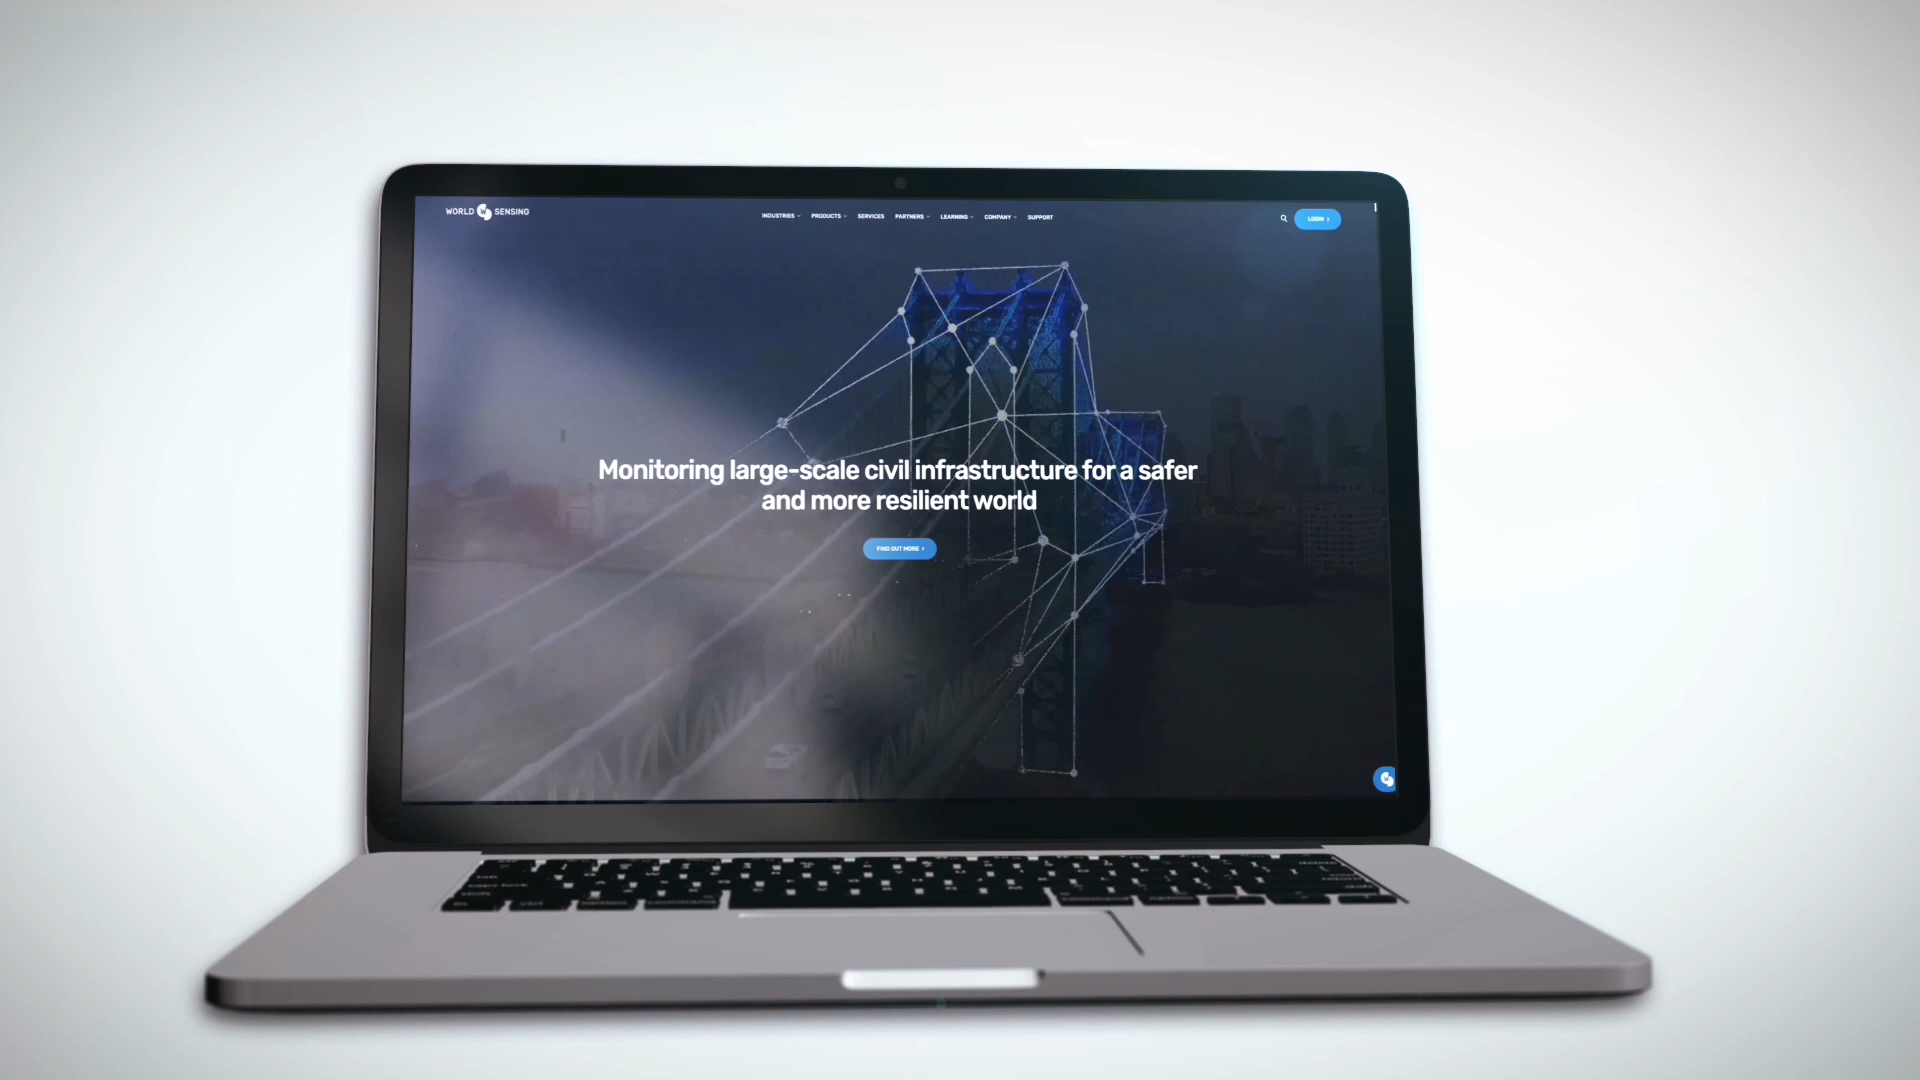 WORLD SENSING
INDUSTRIES PRODUCTS SERVICES PARTNERS LEARNING COMPANY SUPPORT
LOGIN
Monitoring large-scale civil infrastructure for a safer
and more resilient world
FIND OUT MORE